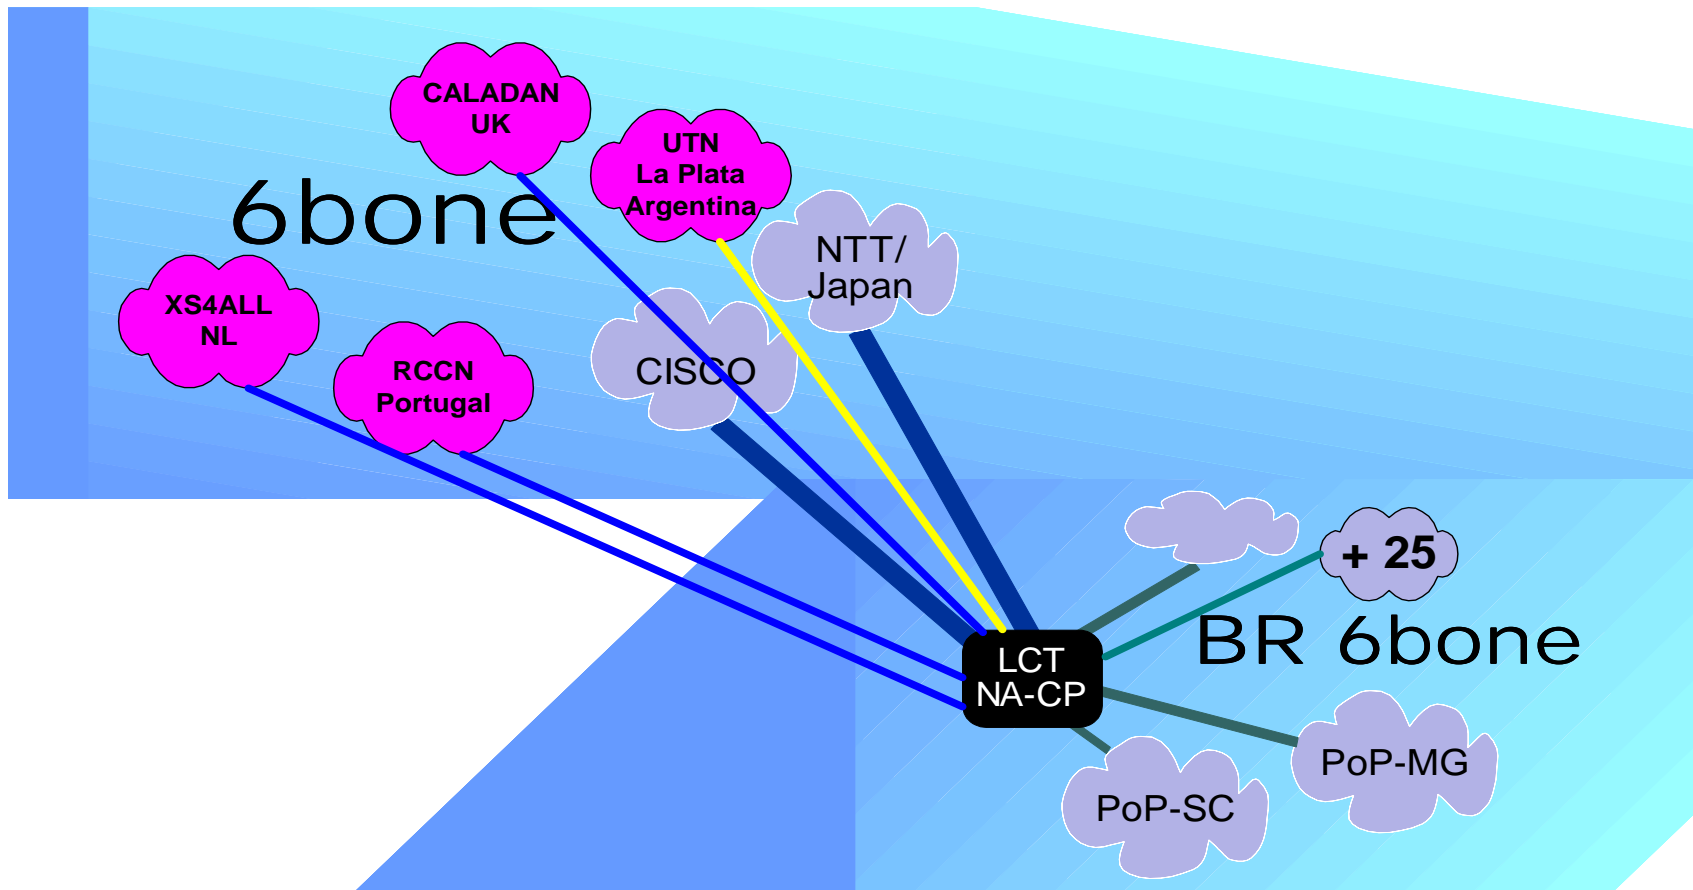 CALADAN
UK
UTN
La Plata
Argentina
6bone
NTT/
Japan
XS4ALL
NL
RCCN
Portugal
CISCO
+ 25
BR 6bone
LCT
NA-CP
PoP-MG
PoP-SC